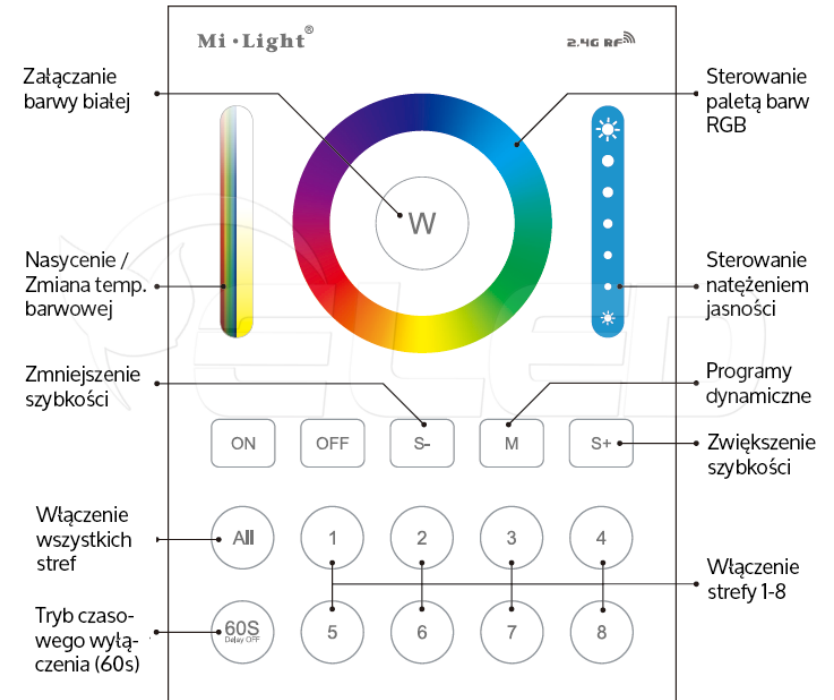 Mi·Light®
2.4G RF
Załączanie
barwy białej
Sterowanie
paletą barw
RGB
W
Nasycenie /
Zmiana temp.
barwowej
Sterowanie
natężeniem
jasności
Zmniejszenie
szybkości
Programy
dynamiczne
ON
OFF
S-
M
S+
Zwiększenie
szybkości
Włączenie
wszystkich
stref
All
1
2
3
4
Włączenie
strefy 1-8
Tryb czaso-
wego wyłą-
czenia (60s)
60S
Delay OFF
5
6
7
8
ELED